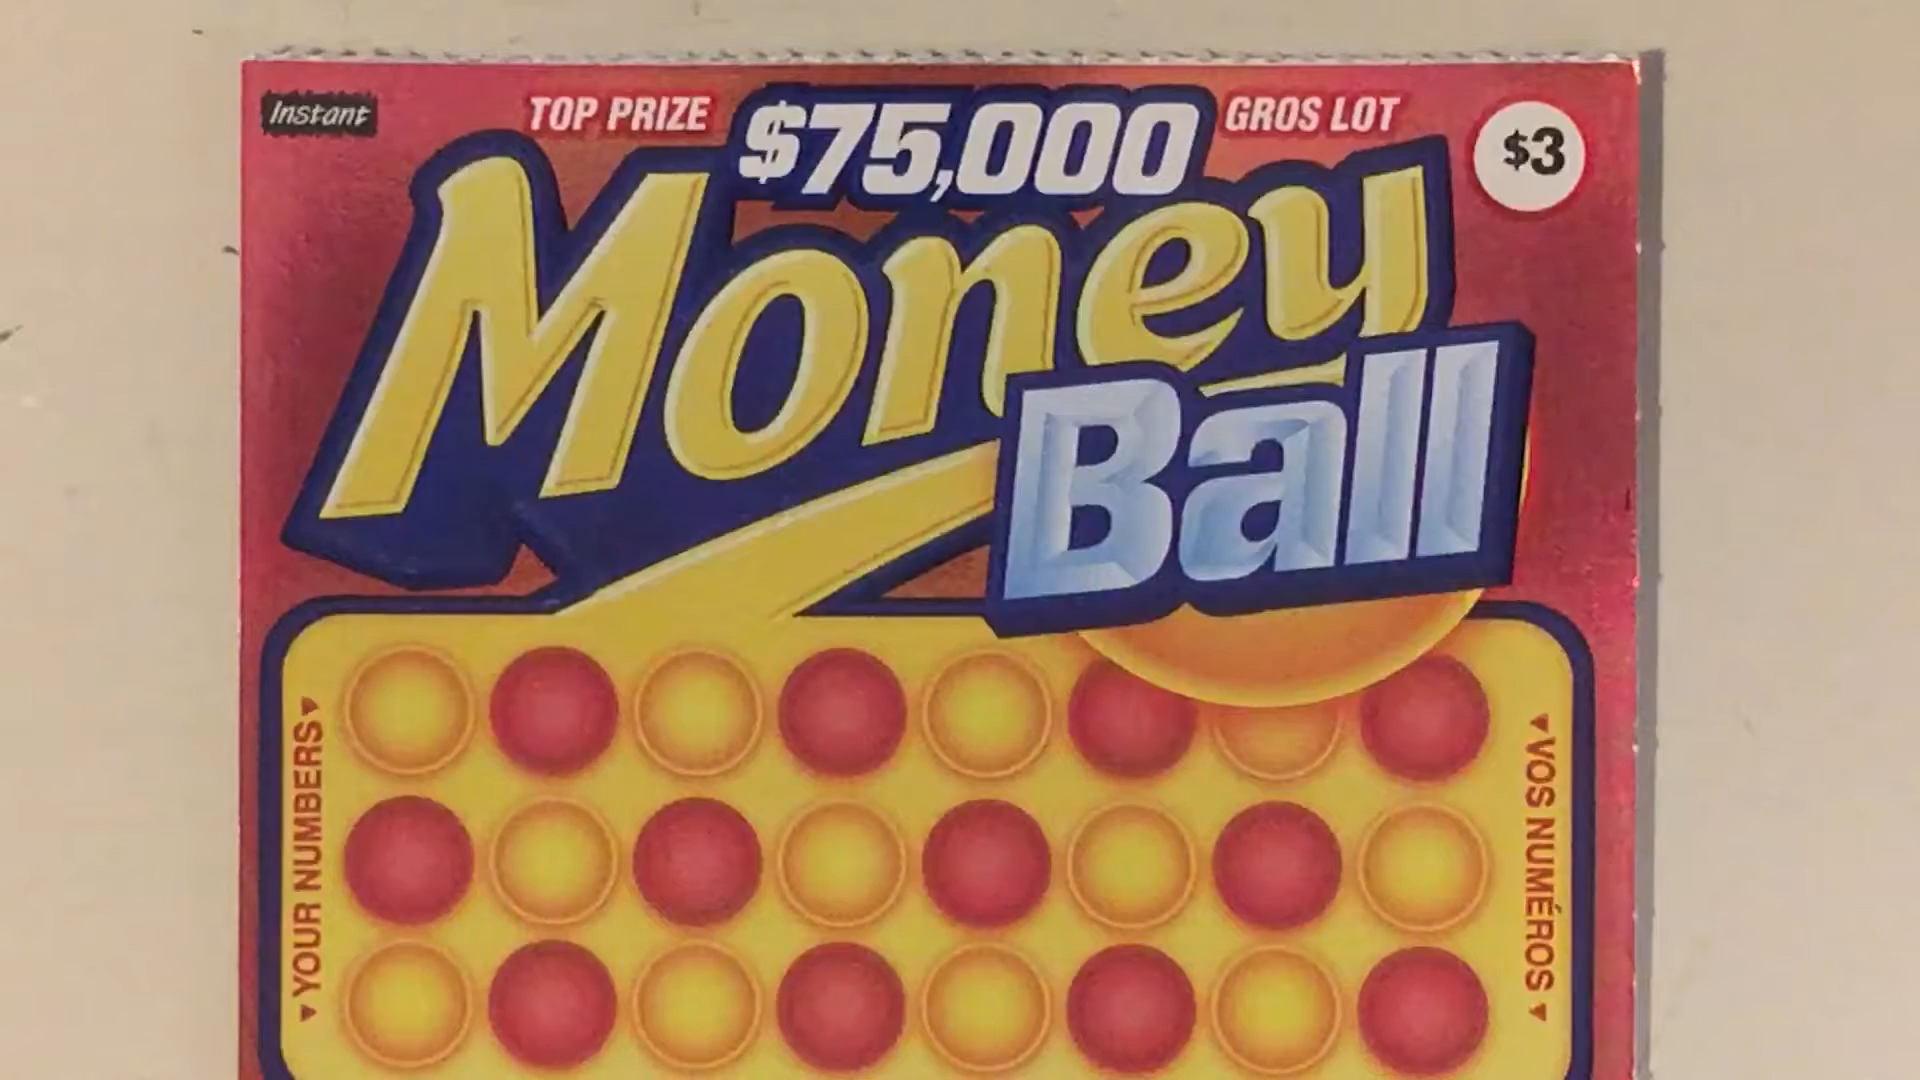 Instant
TOP PRIZE $75,000 GROS LOT
$3
Money
Ball
YOUR NUMBERS
VOS NUMÉROS